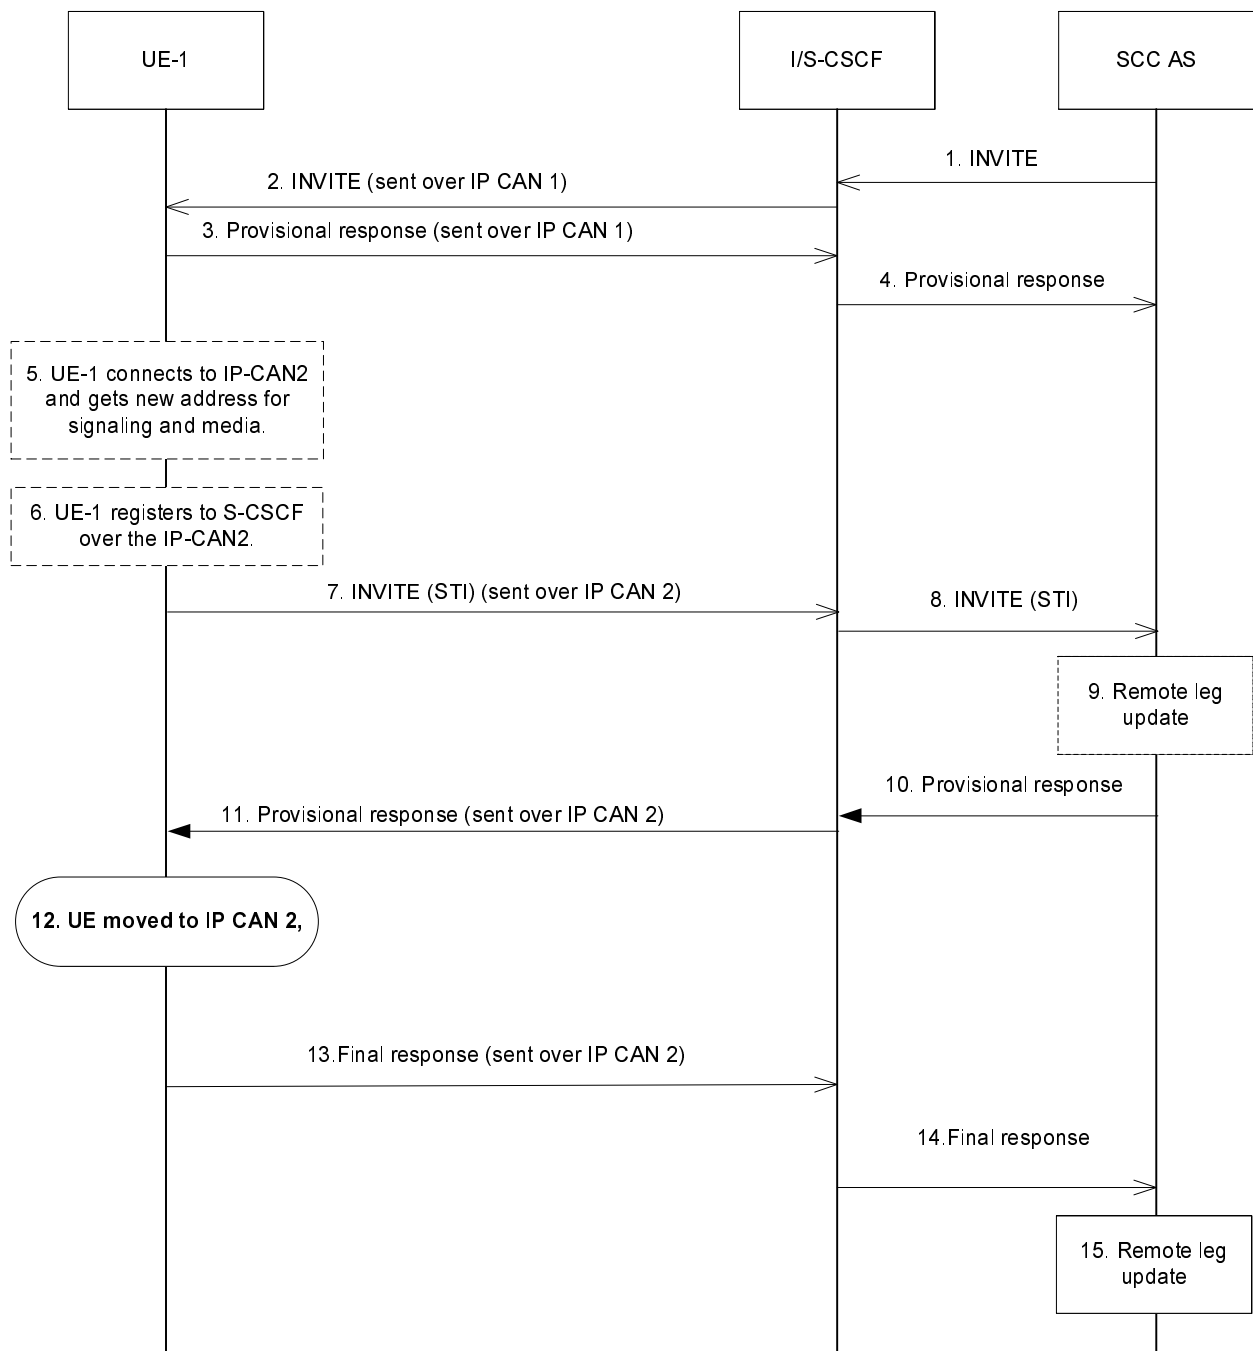 UE-1
I/S-CSCF
SCC AS
1. INVITE
2. INVITE (sent over IP CAN 1)
3. Provisional response (sent over IP CAN 1)
4. Provisional response
5. UE-1 connects to IP-CAN2
and gets new address for
signaling and media.
6. UE-1 registers to S-CSCF
over the IP-CAN2.
7. INVITE (STI) (sent over IP CAN 2)
8. INVITE (STI)
9. Remote leg
update
10. Provisional response
11. Provisional response (sent over IP CAN 2)
12. UE moved to IP CAN 2,
13.Final response (sent over IP CAN 2)
14.Final response
15. Remote leg
update